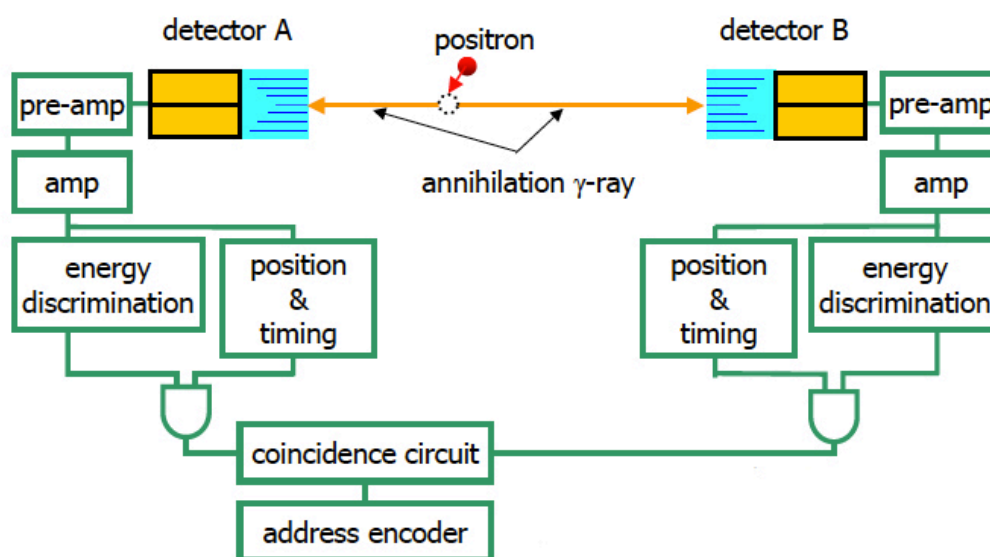 detector A
positron
detector B
pre-amp
pre-amp
amp
annihilation γ-ray
amp
energy
discrimination
position
&
timing
position
&
timing
energy
discrimination
coincidence circuit
address encoder